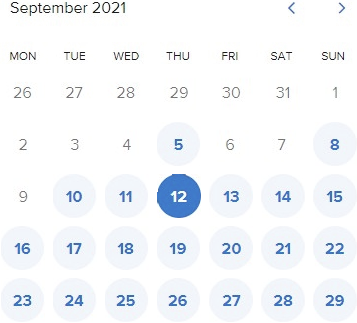 September 2021
MON TUE WED THU FRI SAT SUN
26 27 28 29 30 31 1
2 3 4 5 6 7 8
9 10 11 12 13 14 15
16 17 18 19 20 21 22
23 24 25 26 27 28 29